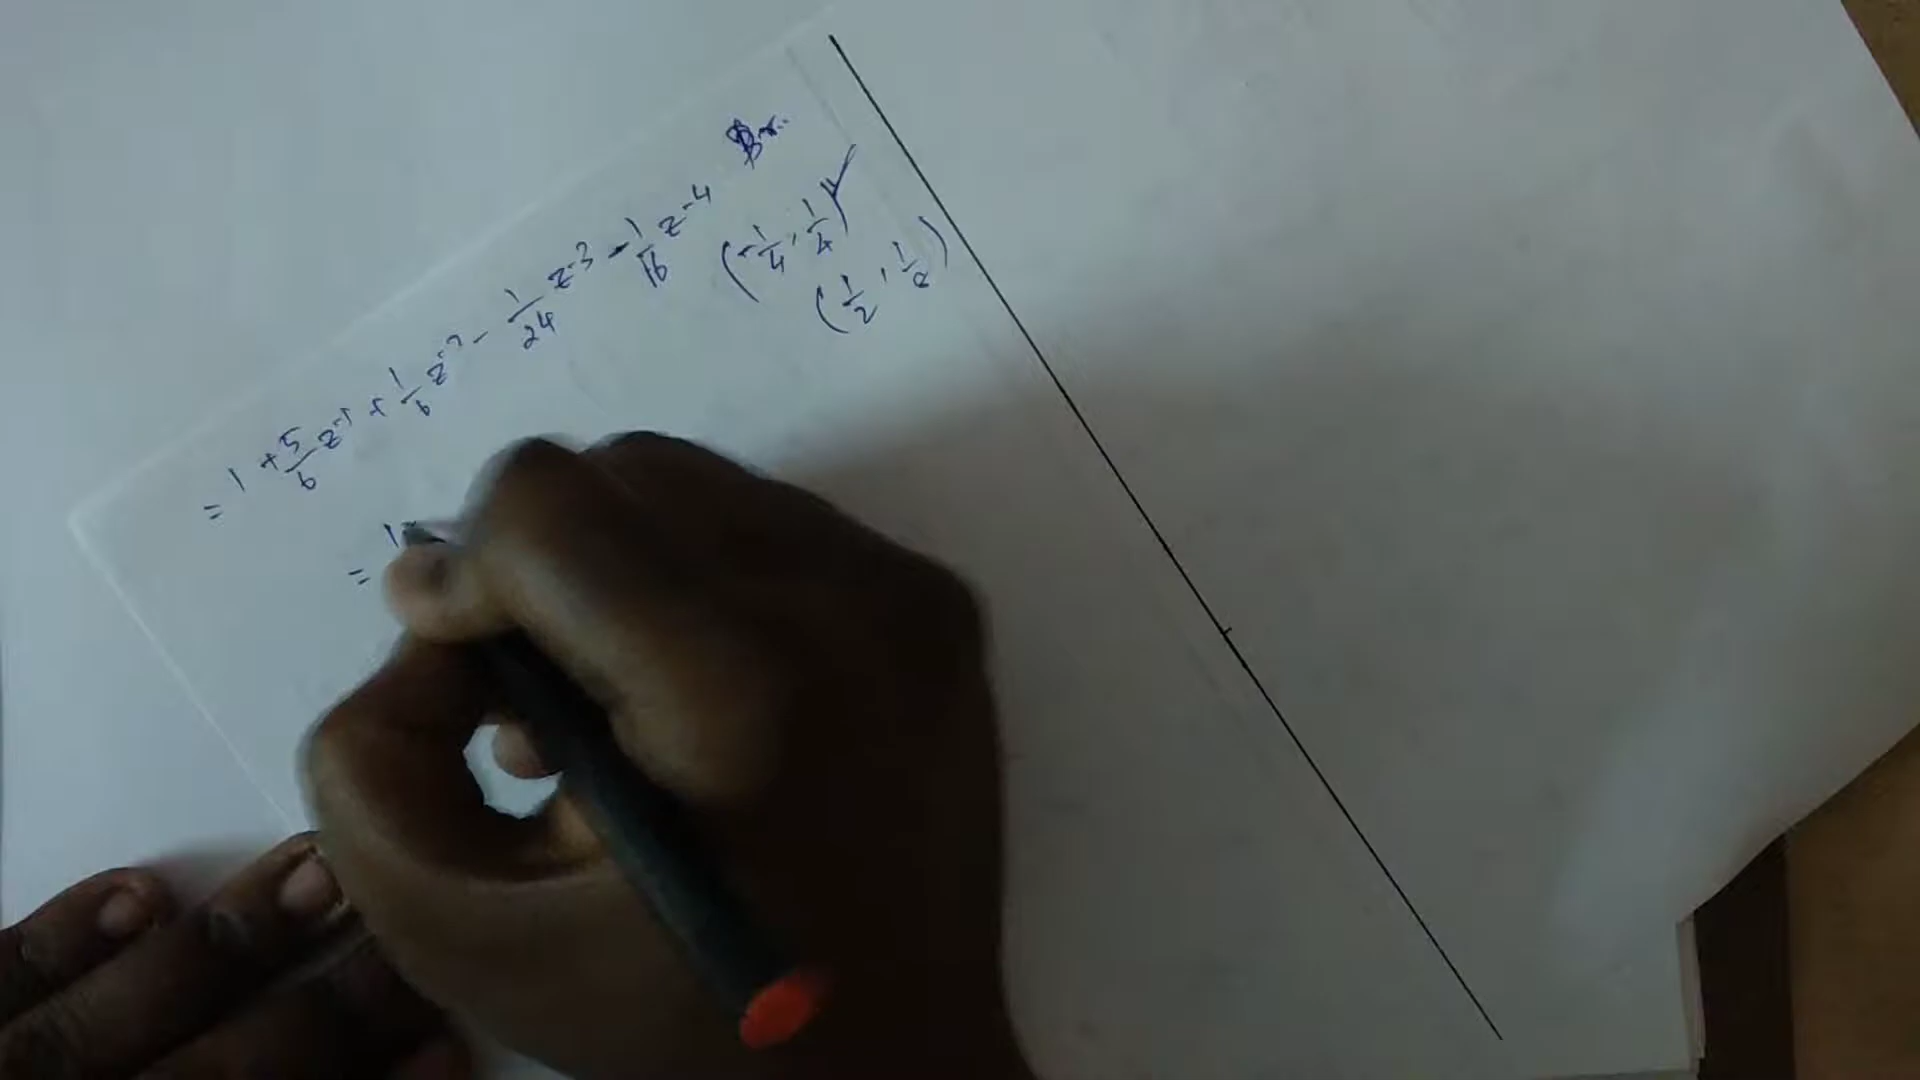 = 1 + 5/6 z⁻¹ + 1/6 z⁻² - 1/24 z⁻³ - 1/16 z⁻⁴
(-1/4, 1/4)
(1/2, 1/2)
= 1